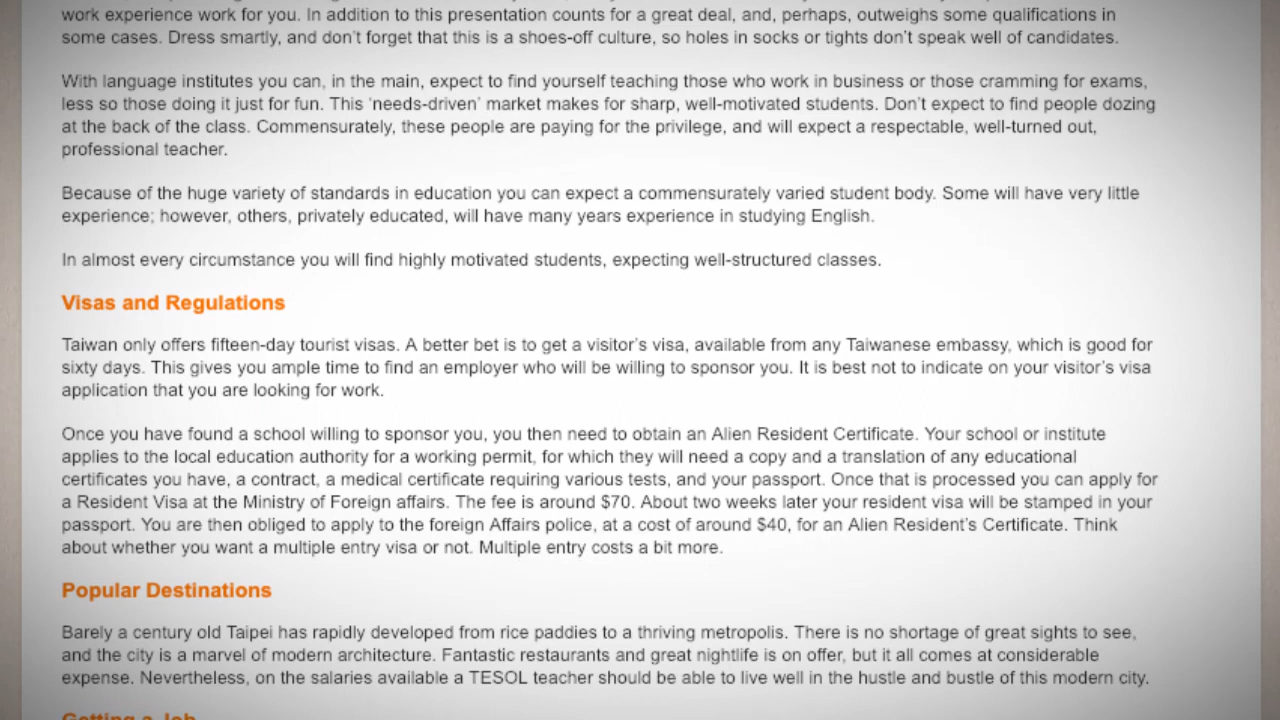 work experience work for you. In addition to this presentation counts for a great deal, and, perhaps, outweighs some qualifications in
some cases. Dress smartly, and don't forget that this is a shoes-off culture, so holes in socks or tights don't speak well of candidates.
With language institutes you can, in the main, expect to find yourself teaching those who work in business or those cramming for exams,
less so those doing it just for fun. This 'needs-driven' market makes for sharp, well-motivated students. Don't expect to find people dozing
at the back of the class. Commensurately, these people are paying for the privilege, and will expect a respectable, well-turned out,
professional teacher.
Because of the huge variety of standards in education you can expect a commensurately varied student body. Some will have very little
experience; however, others, privately educated, will have many years experience in studying English.
In almost every circumstance you will find highly motivated students, expecting well-structured classes.
Visas and Regulations
Taiwan only offers fifteen-day tourist visas. A better bet is to get a visitor's visa, available from any Taiwanese embassy, which is good for
sixty days. This gives you ample time to find an employer who will be willing to sponsor you. It is best not to indicate on your visitor's visa
application that you are looking for work.
Once you have found a school willing to sponsor you, you then need to obtain an Alien Resident Certificate. Your school or institute
applies to the local education authority for a working permit, for which they will need a copy and a translation of any educational
certificates you have, a contract, a medical certificate requiring various tests, and your passport. Once that is processed you can apply for
a Resident Visa at the Ministry of Foreign affairs. The fee is around $70. About two weeks later your resident visa will be stamped in your
passport. You are then obliged to apply to the foreign Affairs police, at a cost of around $40, for an Alien Resident's Certificate. Think
about whether you want a multiple entry visa or not. Multiple entry costs a bit more.
Popular Destinations
Barely a century old Taipei has rapidly developed from rice paddies to a thriving metropolis. There is no shortage of great sights to see,
and the city is a marvel of modern architecture. Fantastic restaurants and great nightlife is on offer, but it all comes at considerable
expense. Nevertheless, on the salaries available a TESOL teacher should be able to live well in the hustle and bustle of this modern city.
Getting a Job